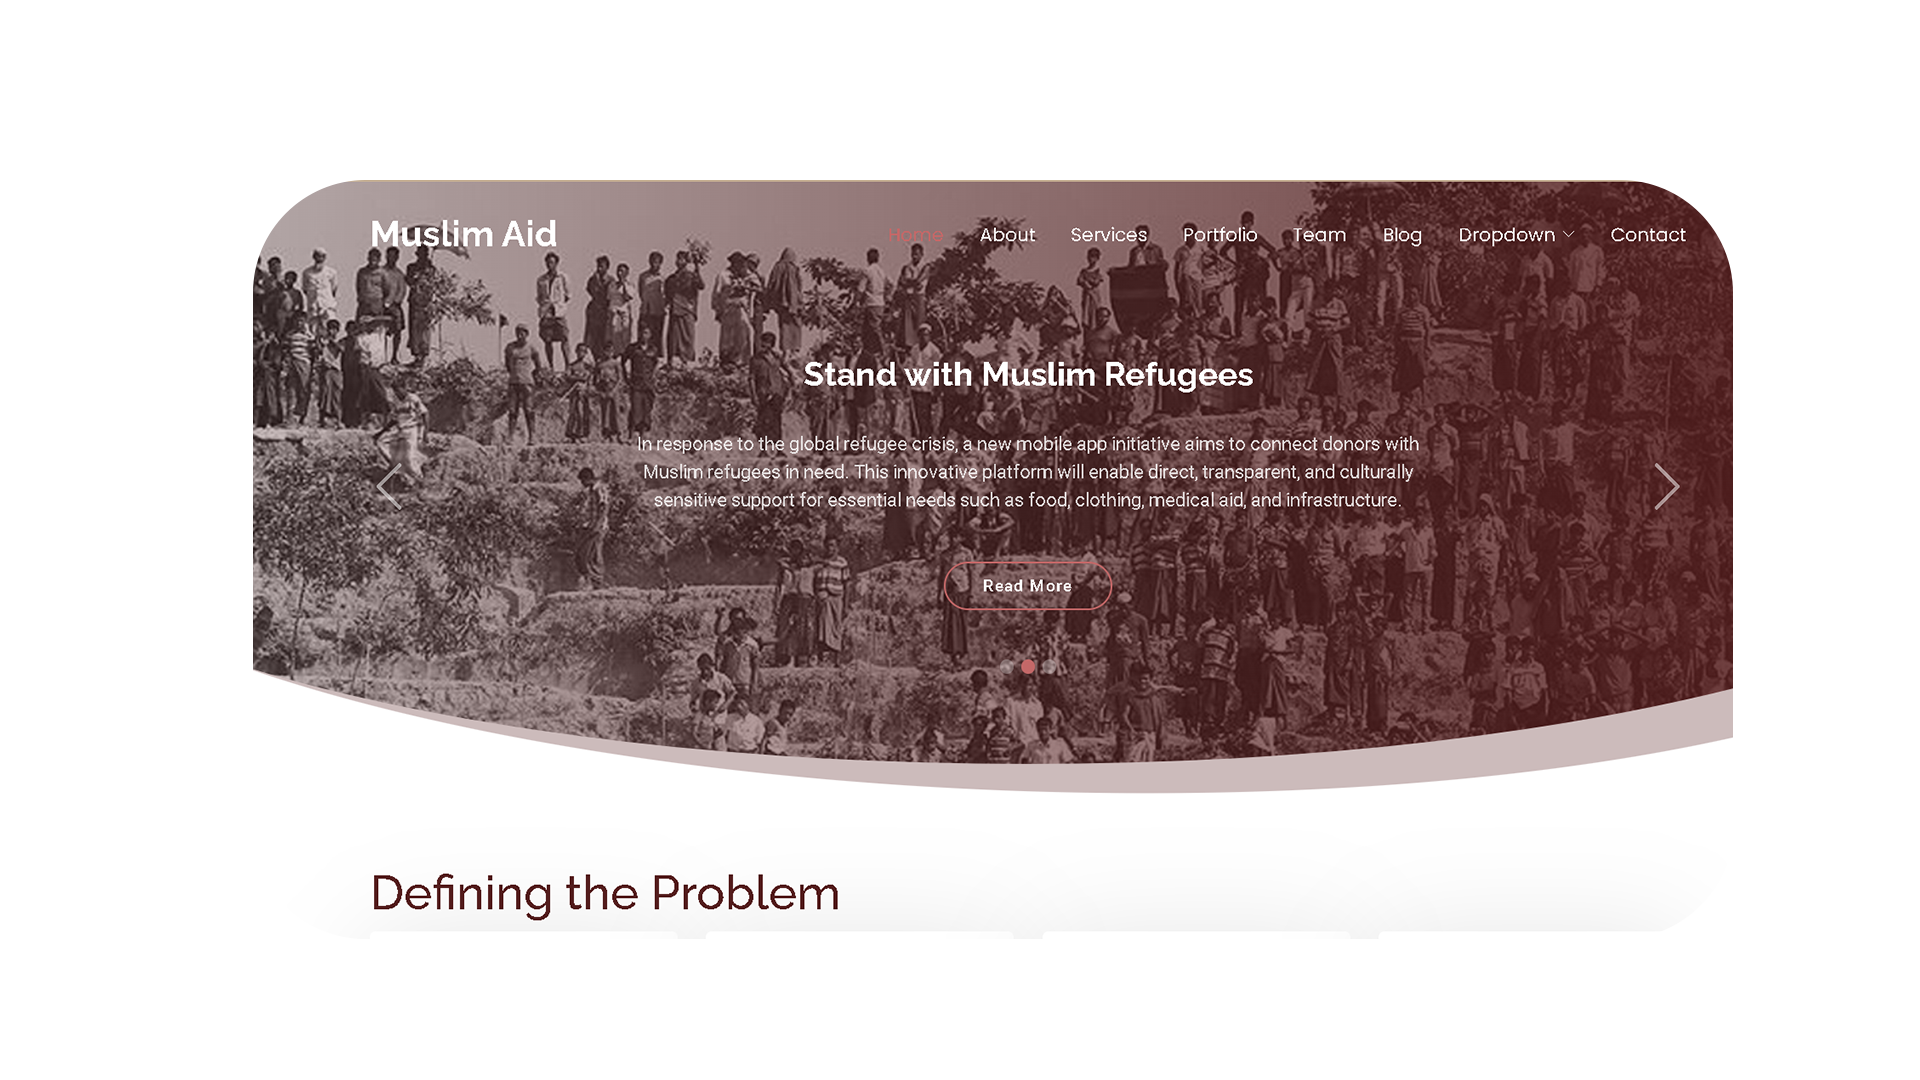 Muslim Aid
Home About Services Portfolio Team Blog Dropdown Contact
Stand with Muslim Refugees
In response to the global refugee crisis, a new mobile app initiative aims to connect donors with
Muslim refugees in need. This innovative platform will enable direct, transparent, and culturally
sensitive support for essential needs such as food, clothing, medical aid, and infrastructure.
Read More
Defining the Problem